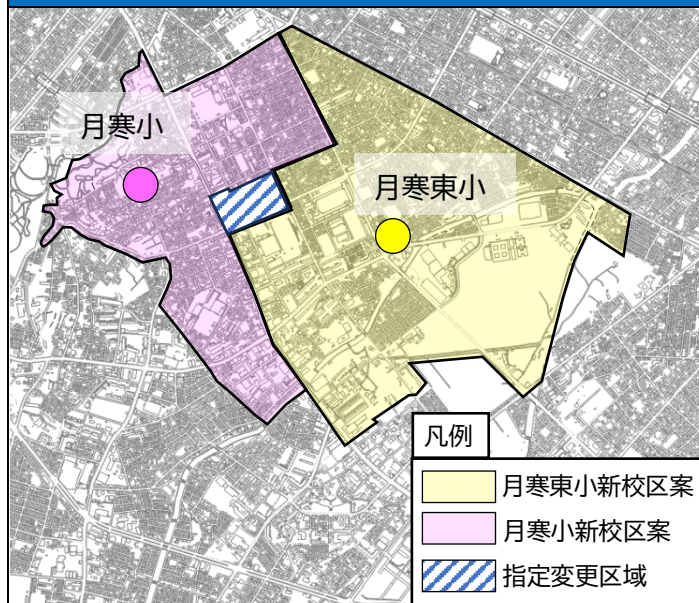 月寒小
月寒東小
凡例
月寒東小新校区案
月寒小新校区案
指定変更区域